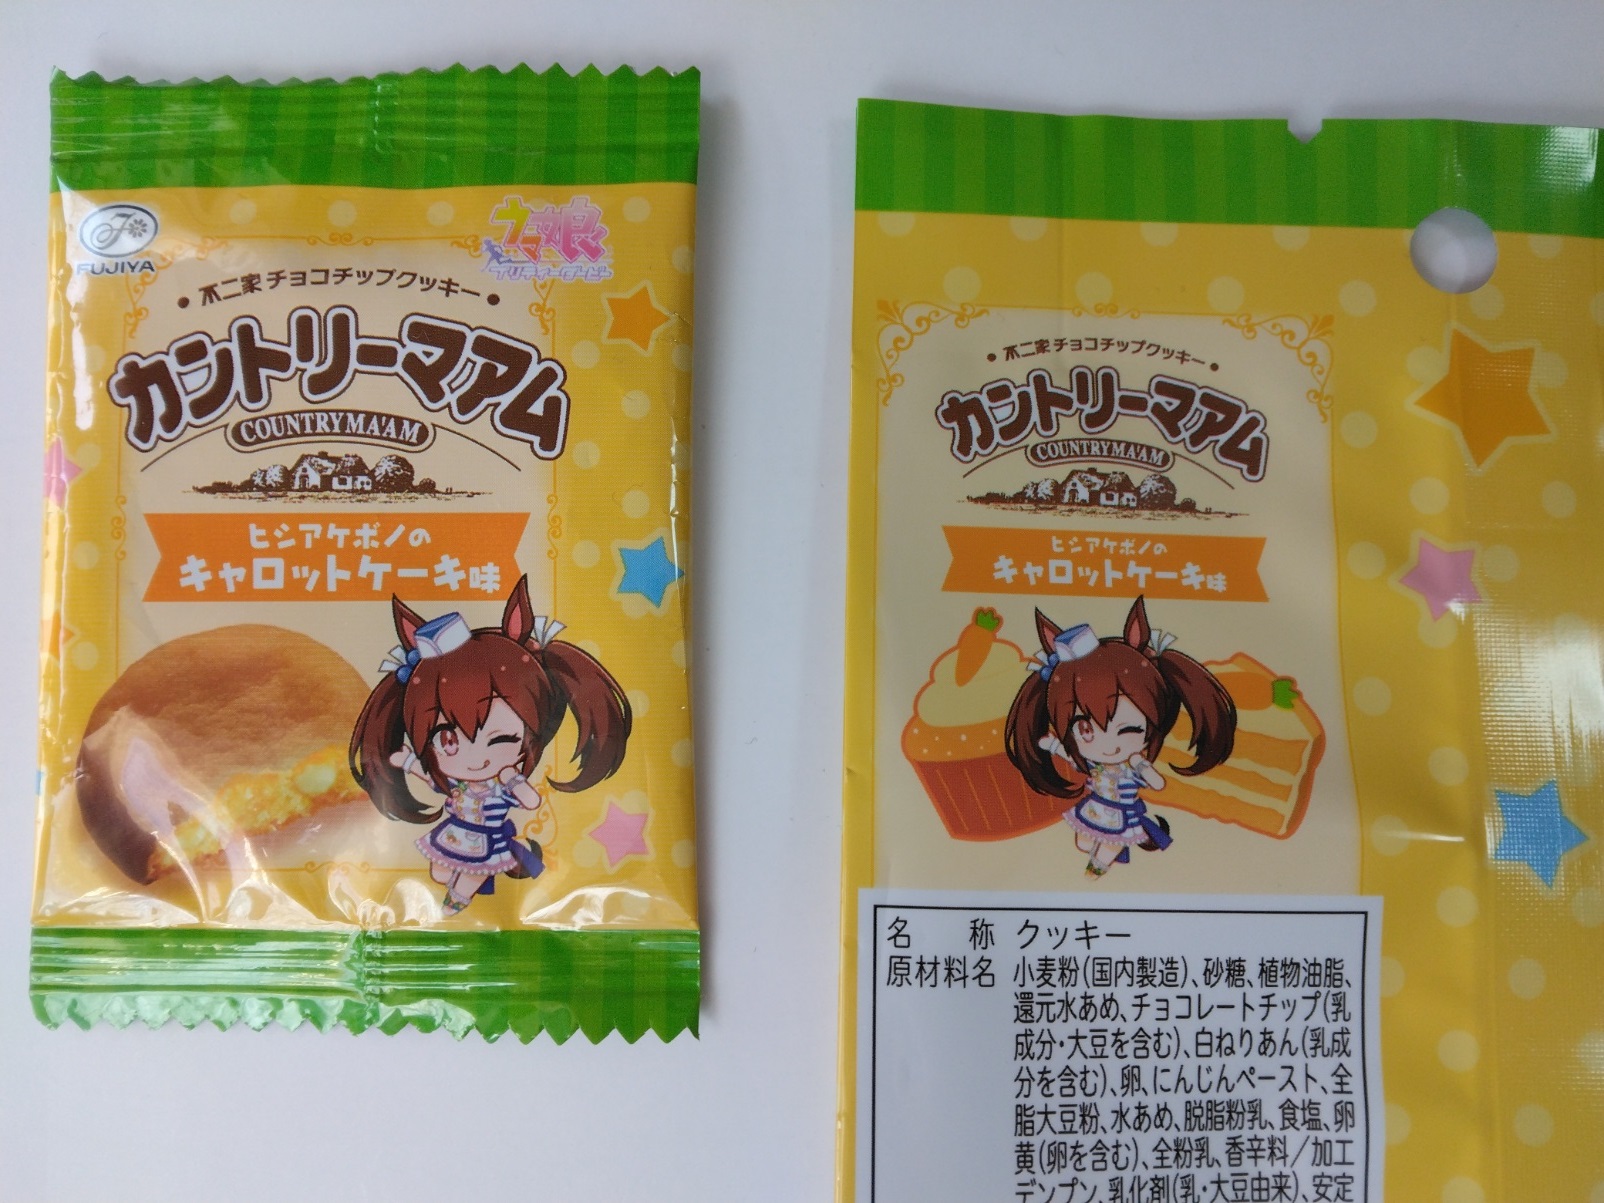 FUJIYA
ウマ娘
プリティーダービー
・不二家 チョコチップクッキー・
カントリーマアム
COUNTRY MA'AM
ヒシアケボノの
キャロットケーキ味
・不二家 チョコチップクッキー・
カントリーマアム
COUNTRY MA'AM
ヒシアケボノの
キャロットケーキ味
名称 クッキー
原材料名 小麦粉(国内製造)、砂糖、植物油脂、
還元水あめ、チョコレートチップ(乳
成分・大豆を含む)、白ねりあん(乳成
分を含む)、卵、にんじんペースト、全
脂大豆粉、水あめ、脱脂粉乳、食塩、卵
黄(卵を含む)、全粉乳、香辛料/加工
デンプン、乳化剤(乳・大豆由来)、安定